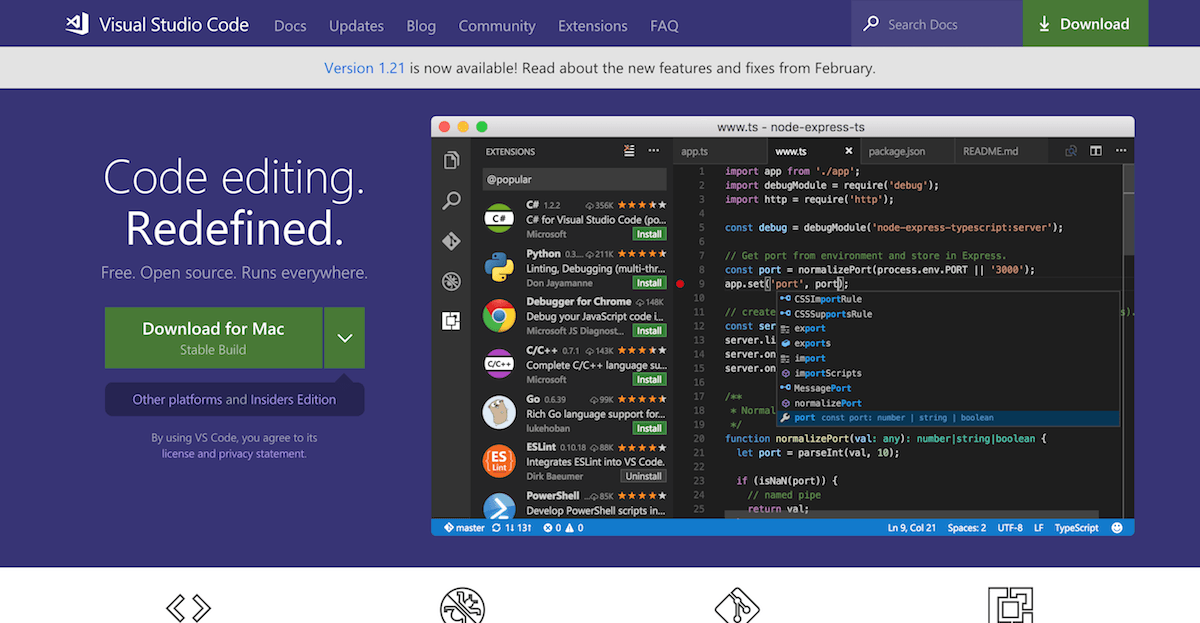 Visual Studio Code
Docs
Updates
Blog
Community
Extensions
FAQ
Search Docs
Download
Version 1.21 is now available! Read about the new features and fixes from February.
Code editing.
Redefined.
Free. Open source. Runs everywhere.
Download for Mac
Stable Build
Other platforms and Insiders Edition
By using VS Code, you agree to its
license and privacy statement.
www.ts - node-express-ts
EXTENSIONS
@popular
C# 1.2.2 356K
C# for Visual Studio Code (po...
Microsoft Install
Python 0.3.... 211K
Linting, Debugging (multi-thr...
Don Jayamanne Install
Debugger for Chrome 148K
Debug your JavaScript code i...
Microsoft JS Diagnost... Install
C/C++ 0.7.1 143K
Complete C/C++ language su...
Microsoft Install
Go 0.6.39 99K
Rich Go language support for...
lukehoban Install
ESLint 0.10.18 88K
Integrates ESLint into VS Code.
Dirk Baeumer Uninstall
PowerShell ... 85K
Develop PowerShell scripts in...
C#
C/C++
ES
Lint
app.ts
www.ts
package.json
README.md
1 import app from './app';
2 import debugModule = require('debug');
3 import http = require('http');
4
5 const debug = debugModule('node-express-typescript:server');
6
7 // Get port from environment and store in Express.
8 const port = normalizePort(process.env.PORT || '3000');
9 app.set('port', port);
10
11 // create s).
12 const ser
13 server.li
14 server.on
15 server.on
16
17 /**
18 * Normal
19 */
20 function normalizePort(val: any): number|string|boolean {
21 let port = parseInt(val, 10);
22
23 if (isNaN(port)) {
24 // named pipe
25 return val;
CSSImportRule
CSSSupportsRule
export
exports
import
importScripts
MessagePort
normalizePort
port const port: number | string | boolean
master 1↓ 13↑ 0 0
Ln 9, Col 21
Spaces: 2
UTF-8
LF
TypeScript